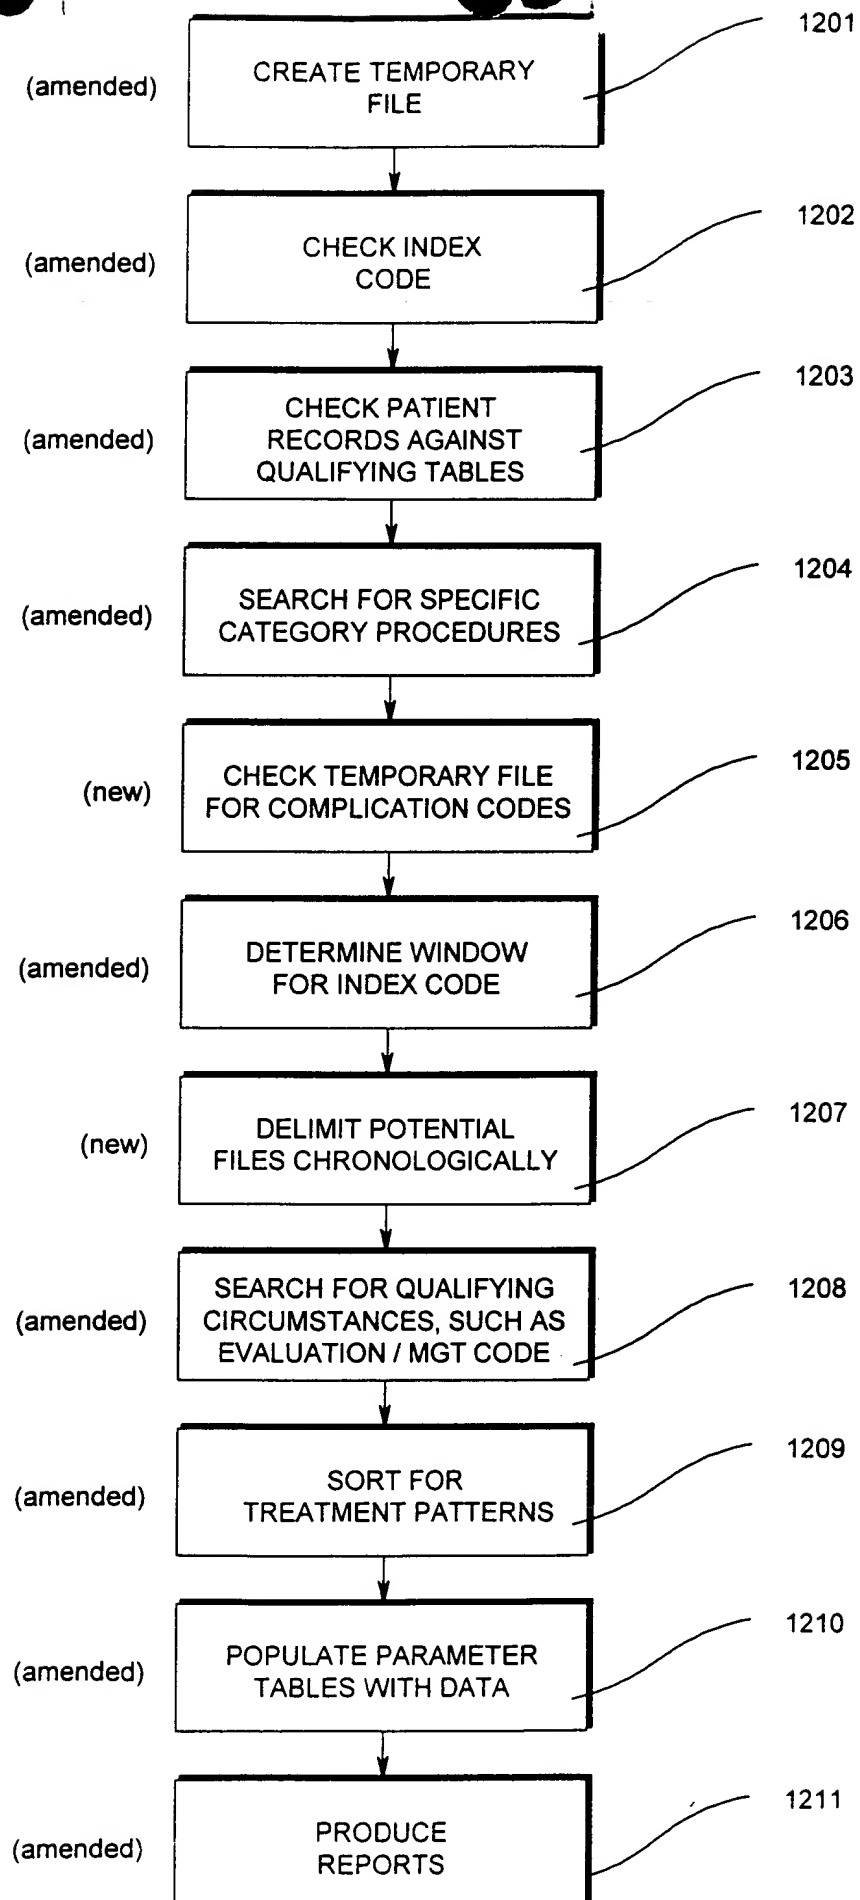 1201
(amended)
CREATE TEMPORARY
FILE
1202
(amended)
CHECK INDEX
CODE
1203
(amended)
CHECK PATIENT
RECORDS AGAINST
QUALIFYING TABLES
1204
(amended)
SEARCH FOR SPECIFIC
CATEGORY PROCEDURES
1205
(new)
CHECK TEMPORARY FILE
FOR COMPLICATION CODES
1206
(amended)
DETERMINE WINDOW
FOR INDEX CODE
1207
(new)
DELIMIT POTENTIAL
FILES CHRONOLOGICALLY
1208
(amended)
SEARCH FOR QUALIFYING
CIRCUMSTANCES, SUCH AS
EVALUATION / MGT CODE
1209
(amended)
SORT FOR
TREATMENT PATTERNS
1210
(amended)
POPULATE PARAMETER
TABLES WITH DATA
1211
(amended)
PRODUCE
REPORTS